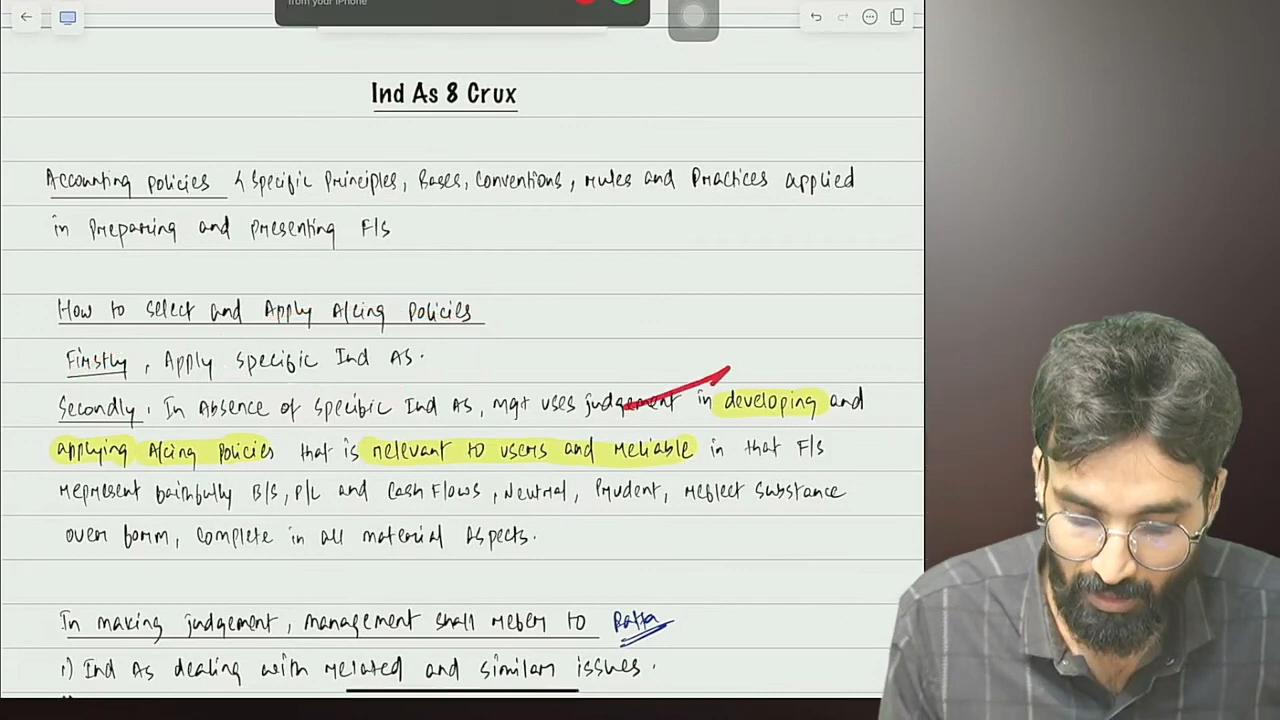 from your iPhone
Ind As 8 Crux
Accounting Policies { Specific Principles, Bases, Conventions, Rules and Practices applied
in Preparing and presenting F/S
How to select and Apply A/cing Policies
Firstly, Apply specific Ind AS.
Secondly. In Absence of specific Ind AS, mgt uses judgement in developing and
applying A/cing Policies that is relevant to users and reliable in that F/S
represent faithfully B/S, P/L and Cash Flows, Neutral, Prudent, reflect substance
over form, complete in all material Aspects.
In making judgement, management shall refer to Ratta
1) Ind As dealing with related and similar issues.